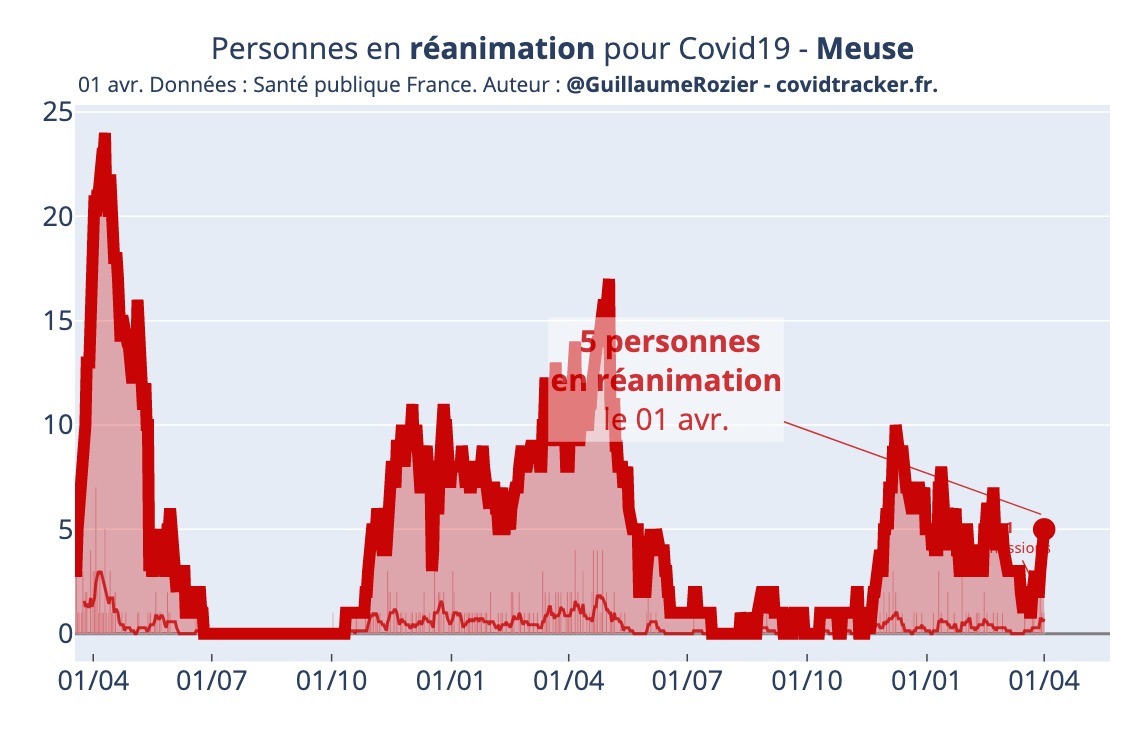 Personnes en réanimation pour Covid19 - Meuse
01 avr. Données : Santé publique France. Auteur : @GuillaumeRozier - covidtracker.fr.
25
20
15
10
5
0
5 personnes
en réanimation
le 01 avr.
01/04 01/07 01/10 01/01 01/04 01/07 01/10 01/01 01/04